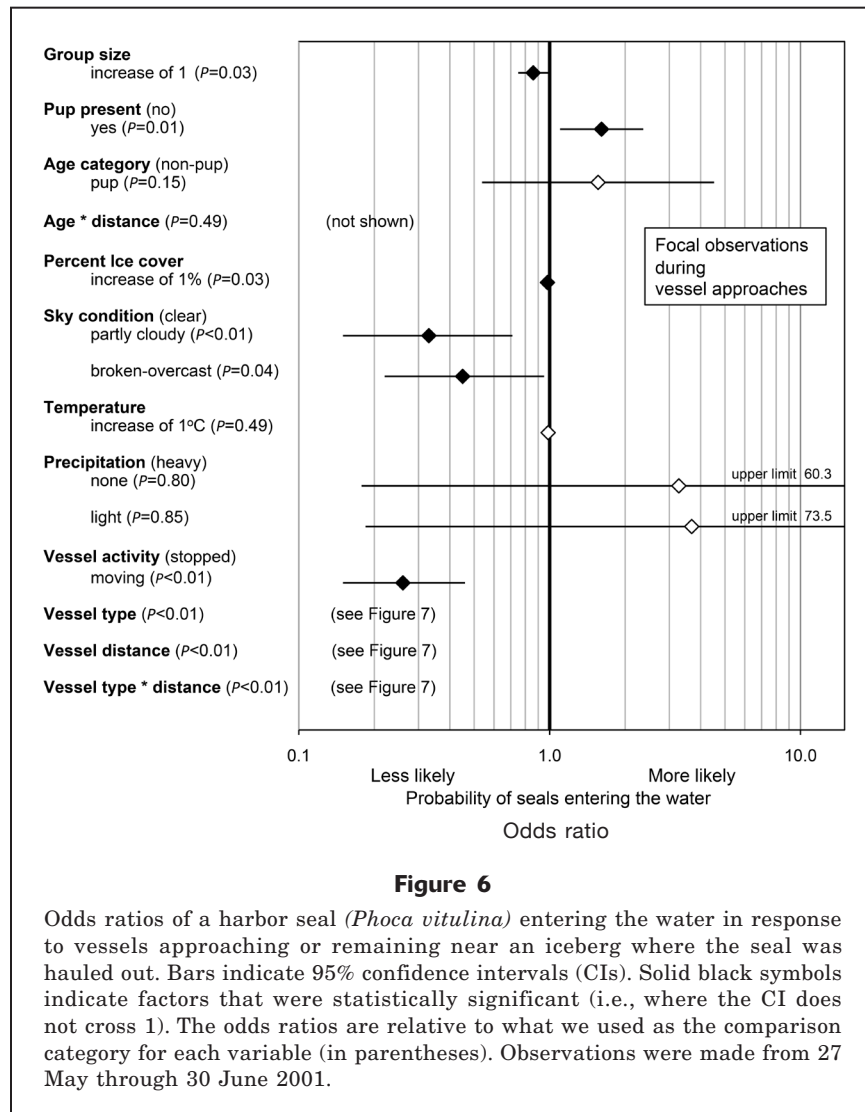 Group size
increase of 1 (P=0.03)
Pup present (no)
yes (P=0.01)
Age category (non-pup)
pup (P=0.15)
Age * distance (P=0.49) (not shown)
Focal observations
during
vessel approaches
Percent Ice cover
increase of 1% (P=0.03)
Sky condition (clear)
partly cloudy (P<0.01)
broken-overcast (P=0.04)
Temperature
increase of 1ºC (P=0.49)
Precipitation (heavy)
none (P=0.80) upper limit 60.3
light (P=0.85) upper limit 73.5
Vessel activity (stopped)
moving (P<0.01)
Vessel type (P<0.01) (see Figure 7)
Vessel distance (P<0.01) (see Figure 7)
Vessel type * distance (P<0.01) (see Figure 7)
0.1 1.0 10.0
Less likely More likely
Probability of seals entering the water
Odds ratio
Figure 6
Odds ratios of a harbor seal (Phoca vitulina) entering the water in response
to vessels approaching or remaining near an iceberg where the seal was
hauled out. Bars indicate 95% confidence intervals (CIs). Solid black symbols
indicate factors that were statistically significant (i.e., where the CI does
not cross 1). The odds ratios are relative to what we used as the comparison
category for each variable (in parentheses). Observations were made from 27
May through 30 June 2001.